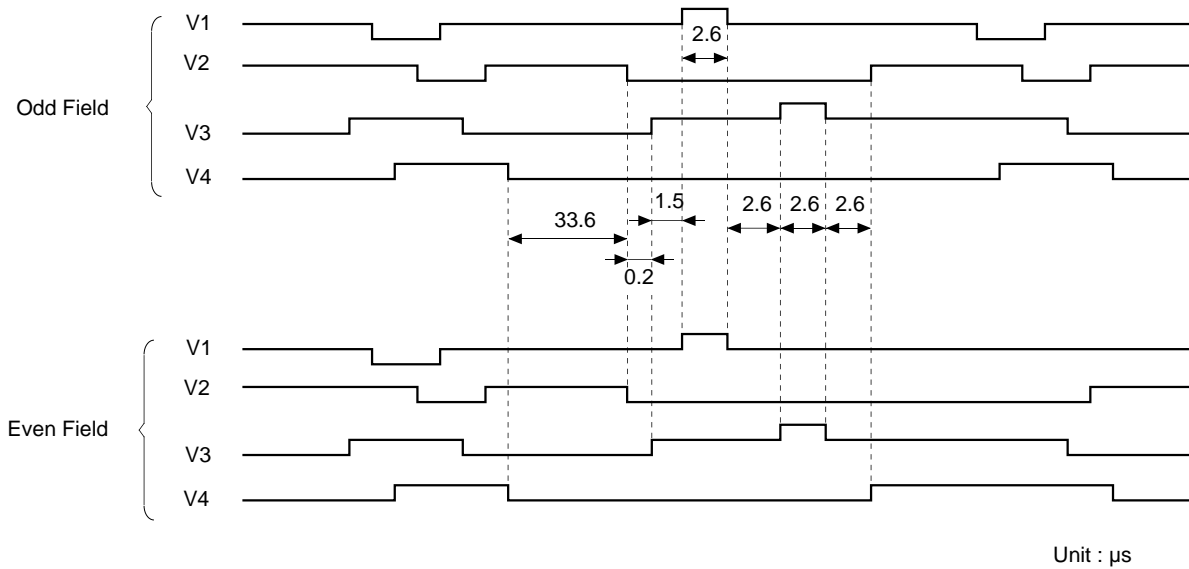 V1
2.6
V2
Odd Field
V3
V4
1.5
2.6
2.6
2.6
33.6
0.2
V1
V2
Even Field
V3
V4
Unit : µs